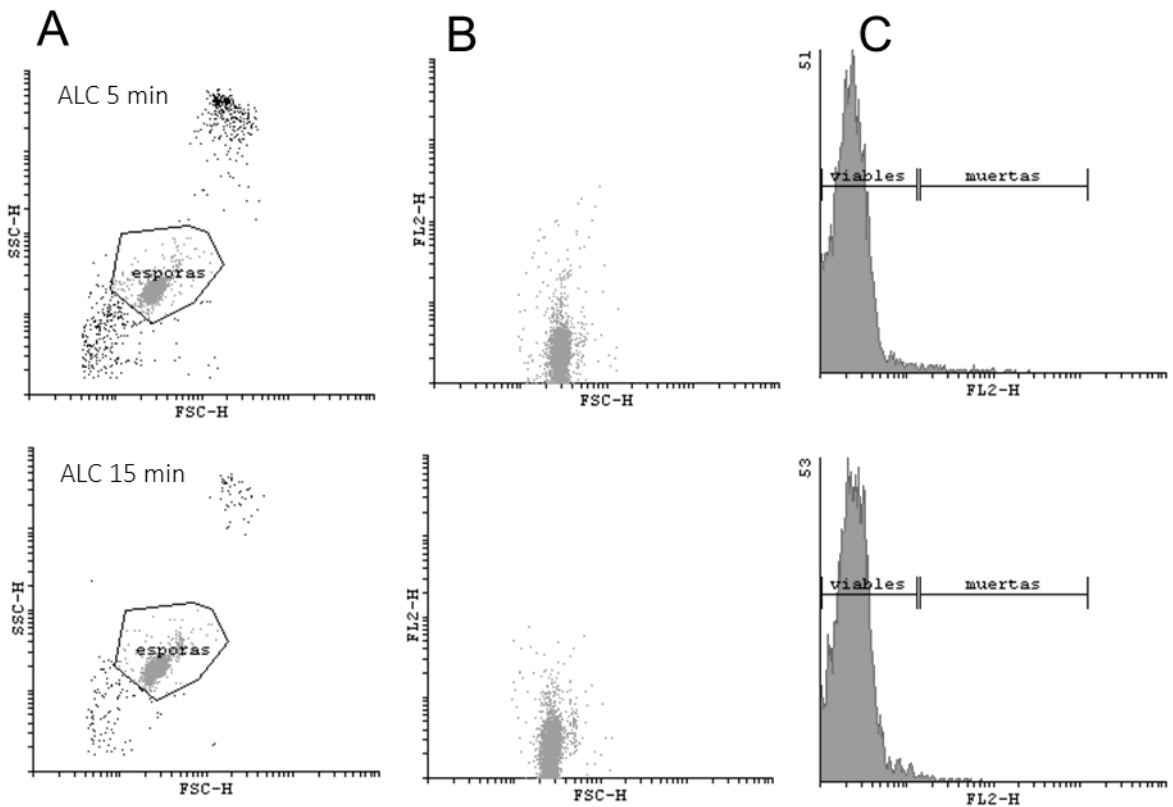 A
B
C
ALC 5 min
SSC-H
esporas
FSC-H
FL2-H
FSC-H
51
viables
muertas
FL2-H
ALC 15 min
SSC-H
esporas
FSC-H
FL2-H
FSC-H
53
viables
muertas
FL2-H